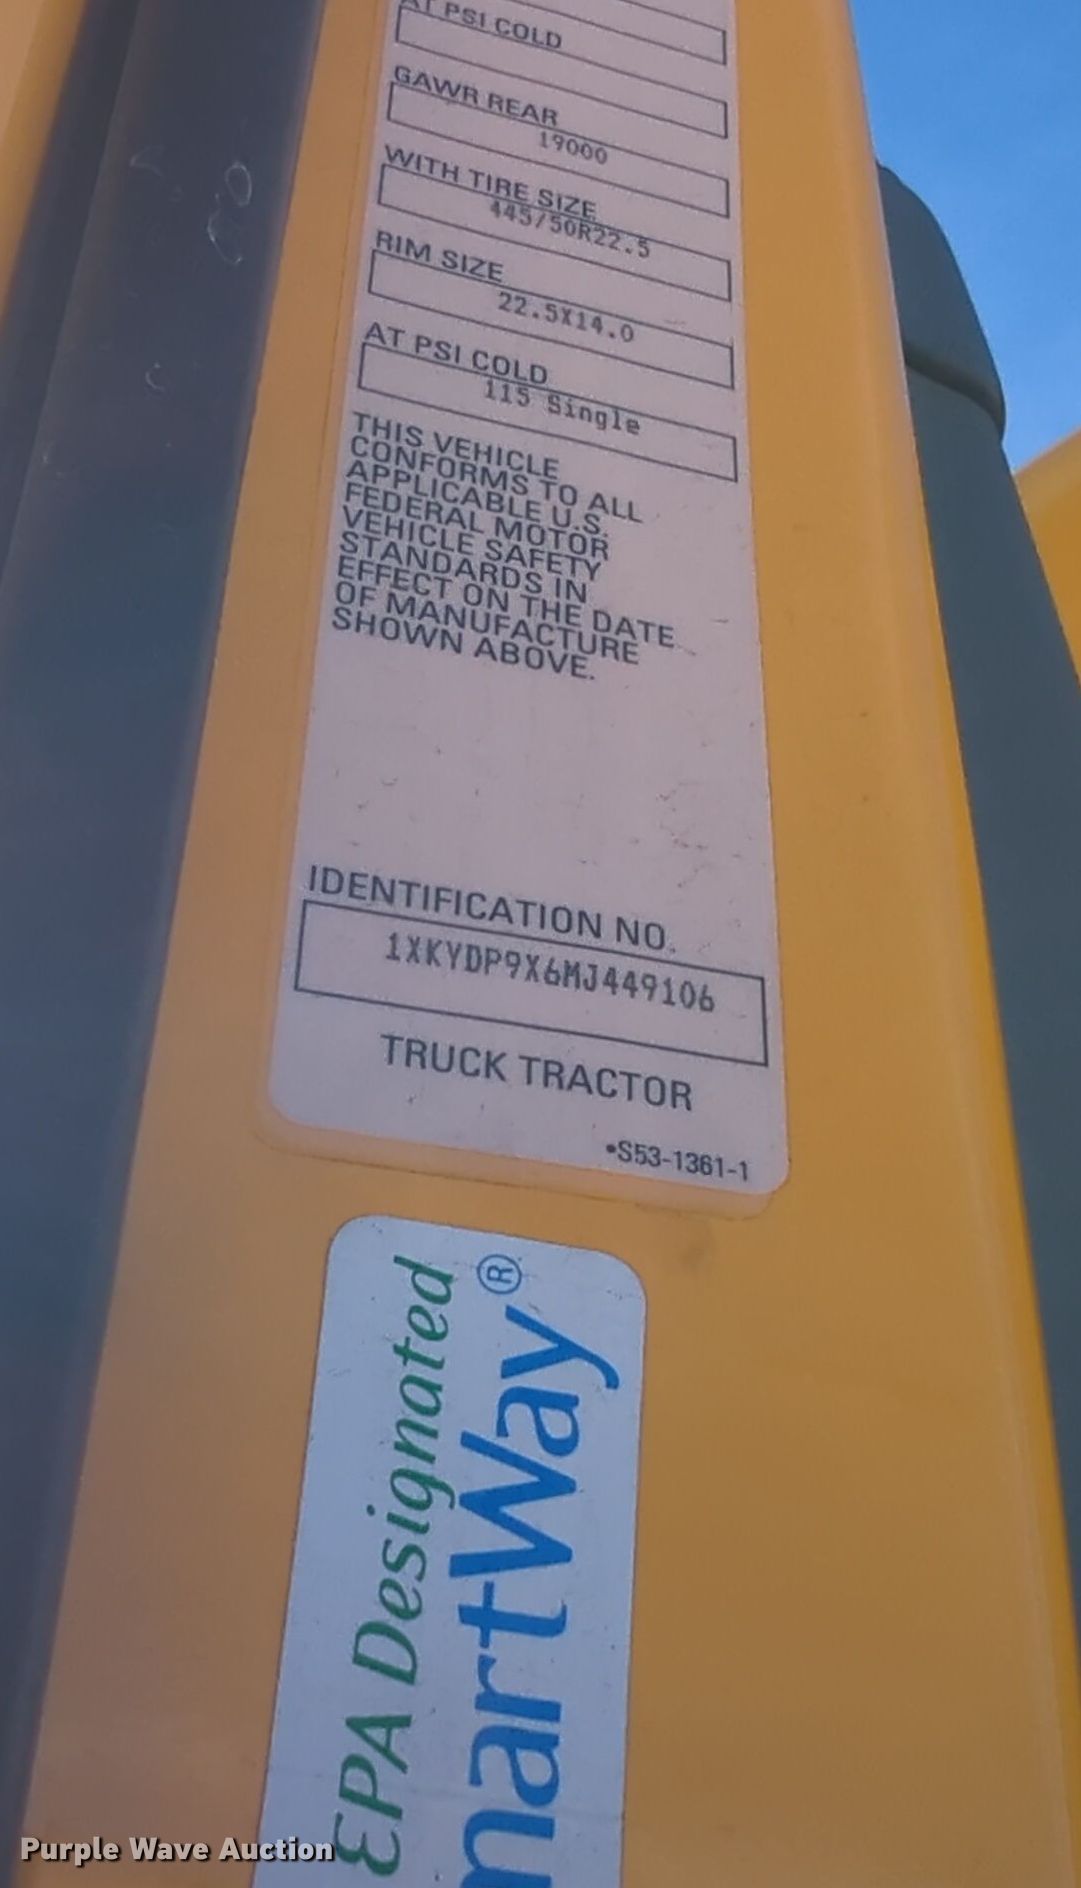 AT PSI COLD
GAWR REAR
19000
WITH TIRE SIZE
445/50R22.5
RIM SIZE
22.5X14.0
AT PSI COLD
115 Single
THIS VEHICLE
CONFORMS TO ALL
APPLICABLE U.S.
FEDERAL MOTOR
VEHICLE SAFETY
STANDARDS IN
EFFECT ON THE DATE
OF MANUFACTURE
SHOWN ABOVE.
IDENTIFICATION NO.
1XKYDP9X6MJ449106
TRUCK TRACTOR
•S53-1361-1
EPA Designated
martWay®
Purple Wave Auction